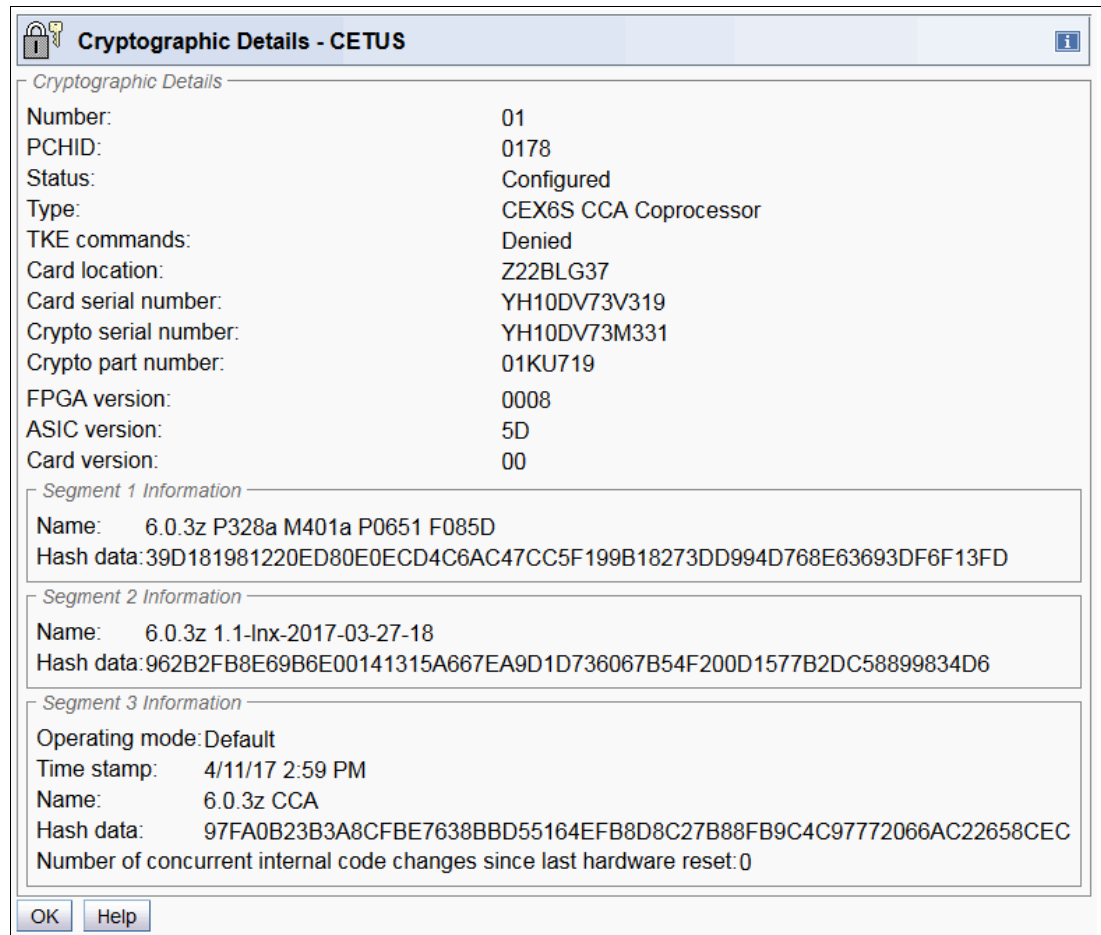 Cryptographic Details - CETUS
Cryptographic Details
Number: 01
PCHID: 0178
Status: Configured
Type: CEX6S CCA Coprocessor
TKE commands: Denied
Card location: Z22BLG37
Card serial number: YH10DV73V319
Crypto serial number: YH10DV73M331
Crypto part number: 01KU719
FPGA version: 0008
ASIC version: 5D
Card version: 00
Segment 1 Information
Name: 6.0.3z P328a M401a P0651 F085D
Hash data:39D181981220ED80E0ECD4C6AC47CC5F199B18273DD994D768E63693DF6F13FD
Segment 2 Information
Name: 6.0.3z 1.1-lnx-2017-03-27-18
Hash data:962B2FB8E69B6E00141315A667EA9D1D736067B54F200D1577B2DC58899834D6
Segment 3 Information
Operating mode:Default
Time stamp: 4/11/17 2:59 PM
Name: 6.0.3z CCA
Hash data: 97FA0B23B3A8CFBE7638BBD55164EFB8D8C27B88FB9C4C97772066AC22658CEC
Number of concurrent internal code changes since last hardware reset:0
OK Help